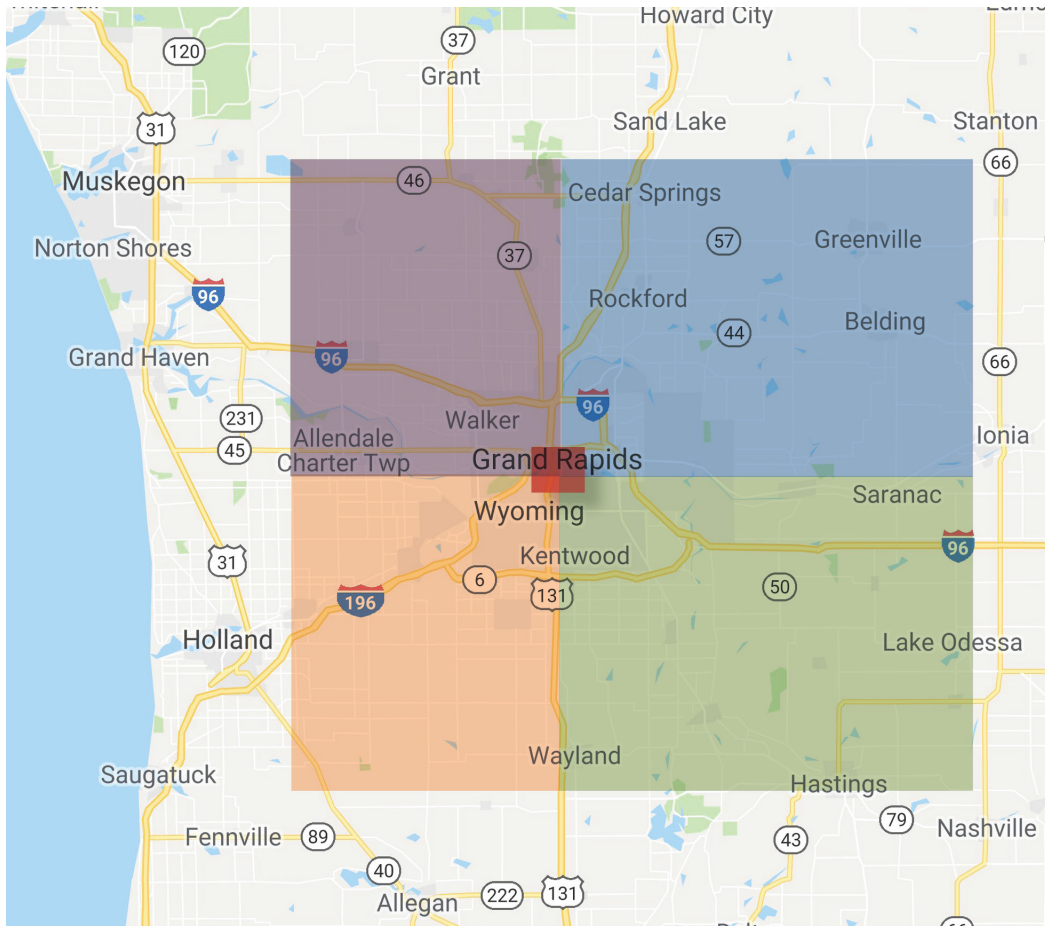 Howard City
120
37
Grant
Sand Lake
Stanton
31
66
Muskegon
46
Cedar Springs
57
Greenville
Norton Shores
37
96
Rockford
Belding
44
Grand Haven
96
66
96
231
Walker
45
Allendale
Charter Twp
Ionia
Grand Rapids
Saranac
Wyoming
96
Kentwood
31
6
131
50
196
Holland
Lake Odessa
Wayland
Saugatuck
Hastings
79
Nashville
Fennville
89
43
40
222
131
Allegan